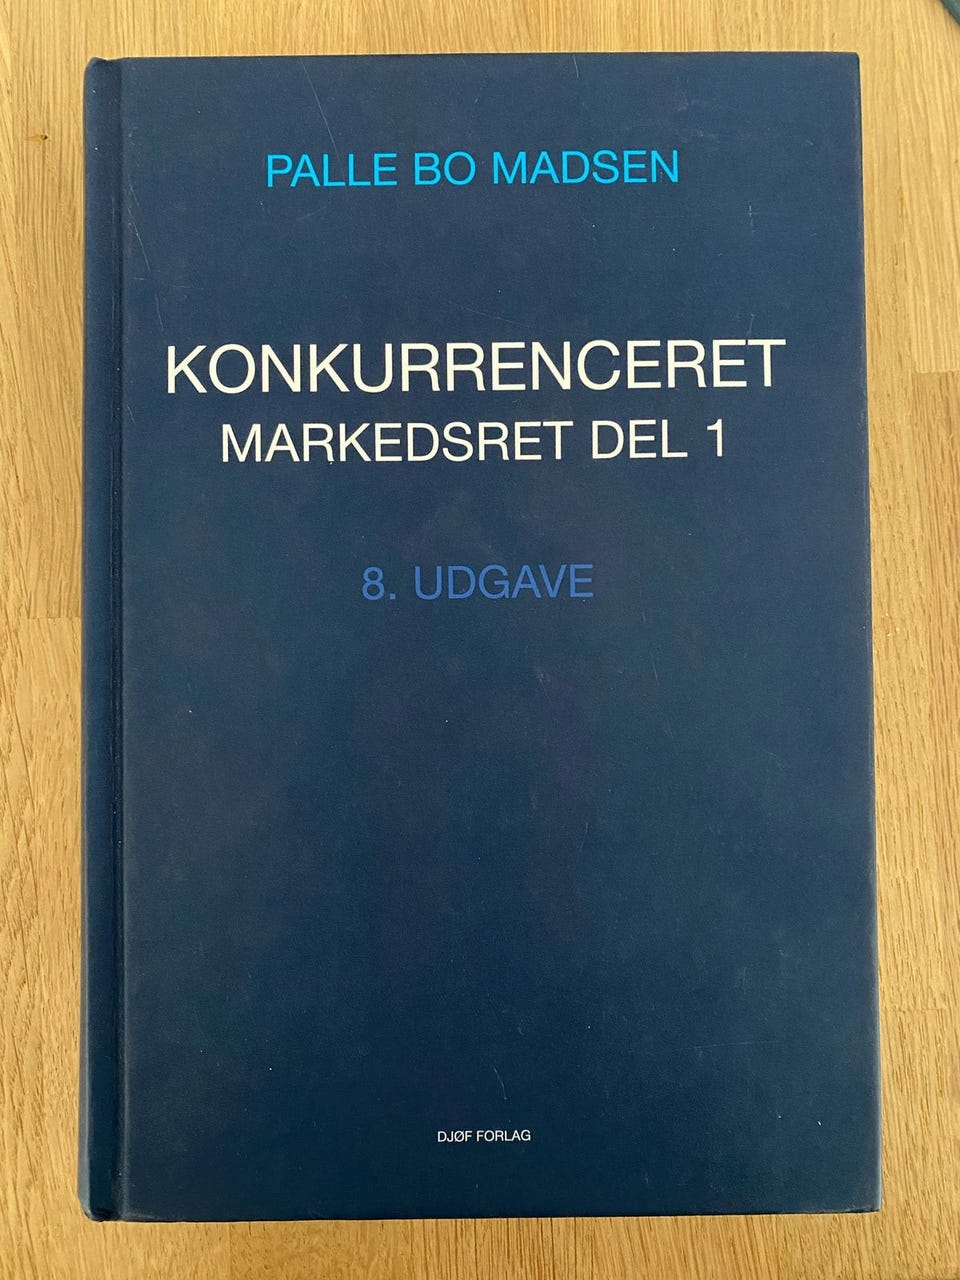 PALLE BO MADSEN
KONKURRENCERET
MARKEDSRET DEL 1
8. UDGAVE
DJØF FORLAG